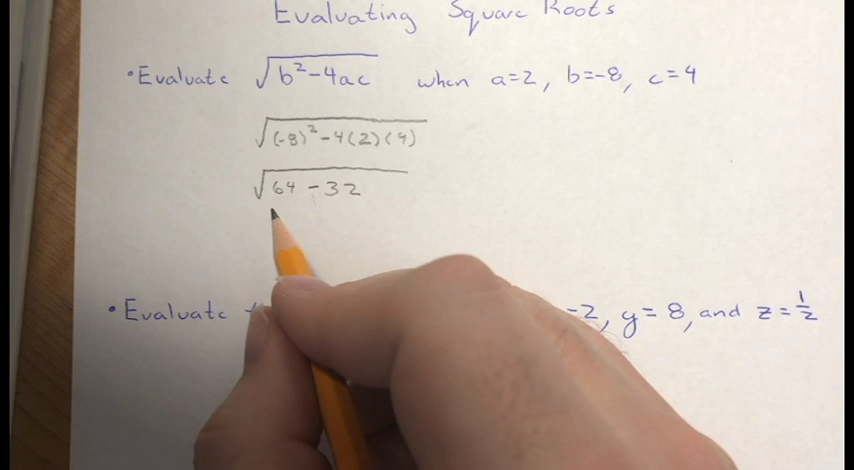 Evaluating Square Roots
• Evaluate √(b²-4ac) when a=2, b=-8, c=4
√((-8)²-4(2)(4))
√(64-32)
• Evaluate -2, y=8, and z=1/2